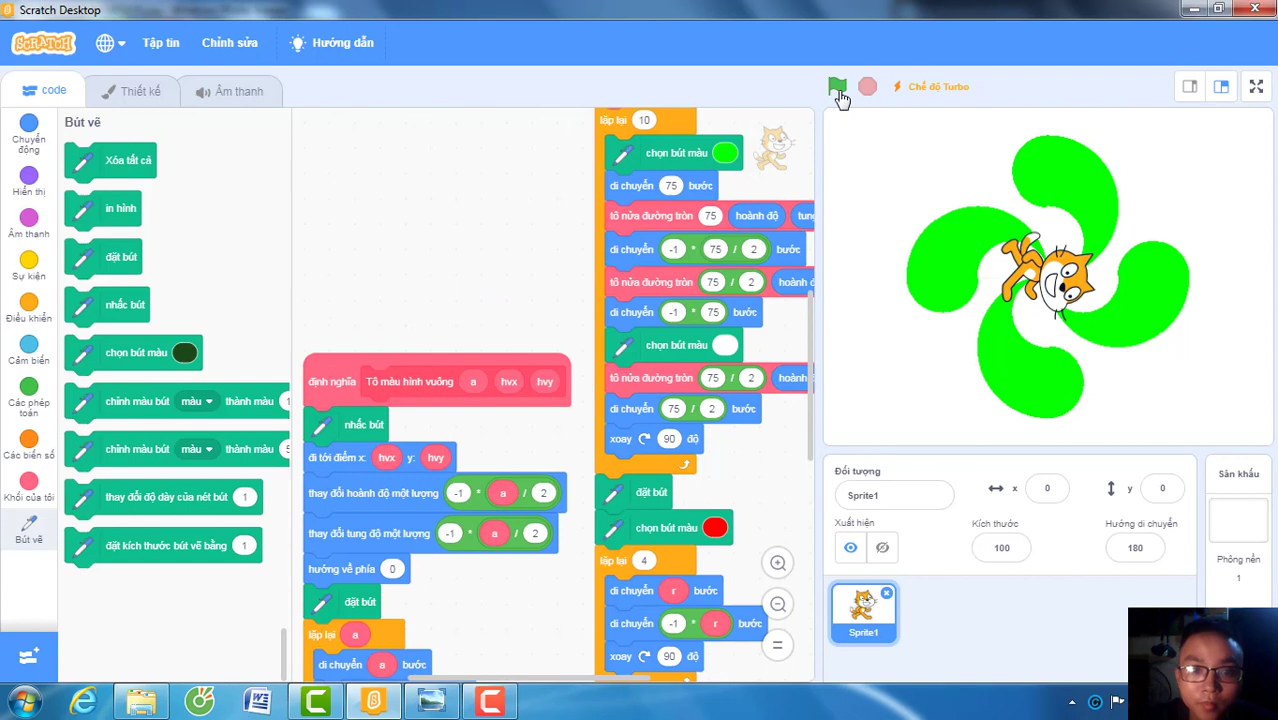 Scratch Desktop
SCRATCH
Tập tin
Chỉnh sửa
Hướng dẫn
code
Thiết kế
Âm thanh
Chế độ Turbo
Chuyển động
Hiển thị
Âm thanh
Sự kiện
Điều khiển
Cảm biến
Các phép toán
Các biến số
Khối của tôi
Bút vẽ
Bút vẽ
Xóa tất cả
in hình
đặt bút
nhấc bút
chọn bút màu
chỉnh màu bút màu thành màu 1
chỉnh màu bút màu thành màu
thay đổi độ dày của nét bút 1
đặt kích thước bút vẽ bằng 1
định nghĩa Tô màu hình vuông a hvx hvy
nhấc bút
đi tới điểm x: hvx y: hvy
thay đổi hoành độ một lượng -1 * a / 2
thay đổi tung độ một lượng -1 * a / 2
hướng về phía 0
đặt bút
lặp lại a
di chuyển a bước
lặp lại 10
chọn bút màu
di chuyển 75 bước
tô nửa đường tròn 75 hoành độ tung
di chuyển -1 * 75 / 2 bước
tô nửa đường tròn 75 / 2 hoành
di chuyển -1 * 75 bước
chọn bút màu
tô nửa đường tròn 75 / 2 hoành
di chuyển 75 / 2 bước
xoay 90 độ
đặt bút
chọn bút màu
lặp lại 4
di chuyển r bước
di chuyển -1 * r bước
xoay 90 độ
Đối tượng
Sprite1
x 0
y 0
Xuất hiện
Kích thước
100
Hướng di chuyển
180
Sprite1
Sân khấu
Phông nền
1